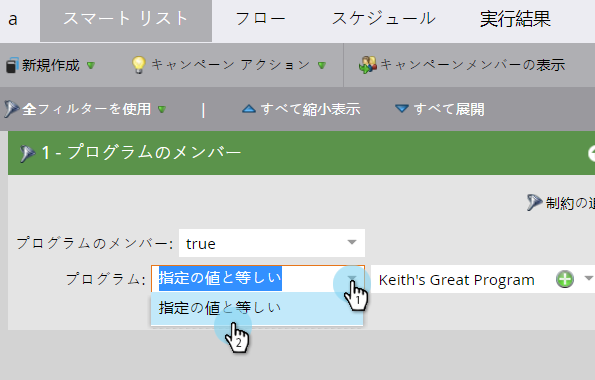 a スマート リスト フロー スケジュール 実行結果
新規作成 キャンペーン アクション キャンペーンメンバーの表示
全フィルターを使用 | すべて縮小表示 すべて展開
1 - プログラムのメンバー
制約の追
プログラムのメンバー: true
プログラム: 指定の値と等しい Keith's Great Program
1
指定の値と等しい
2